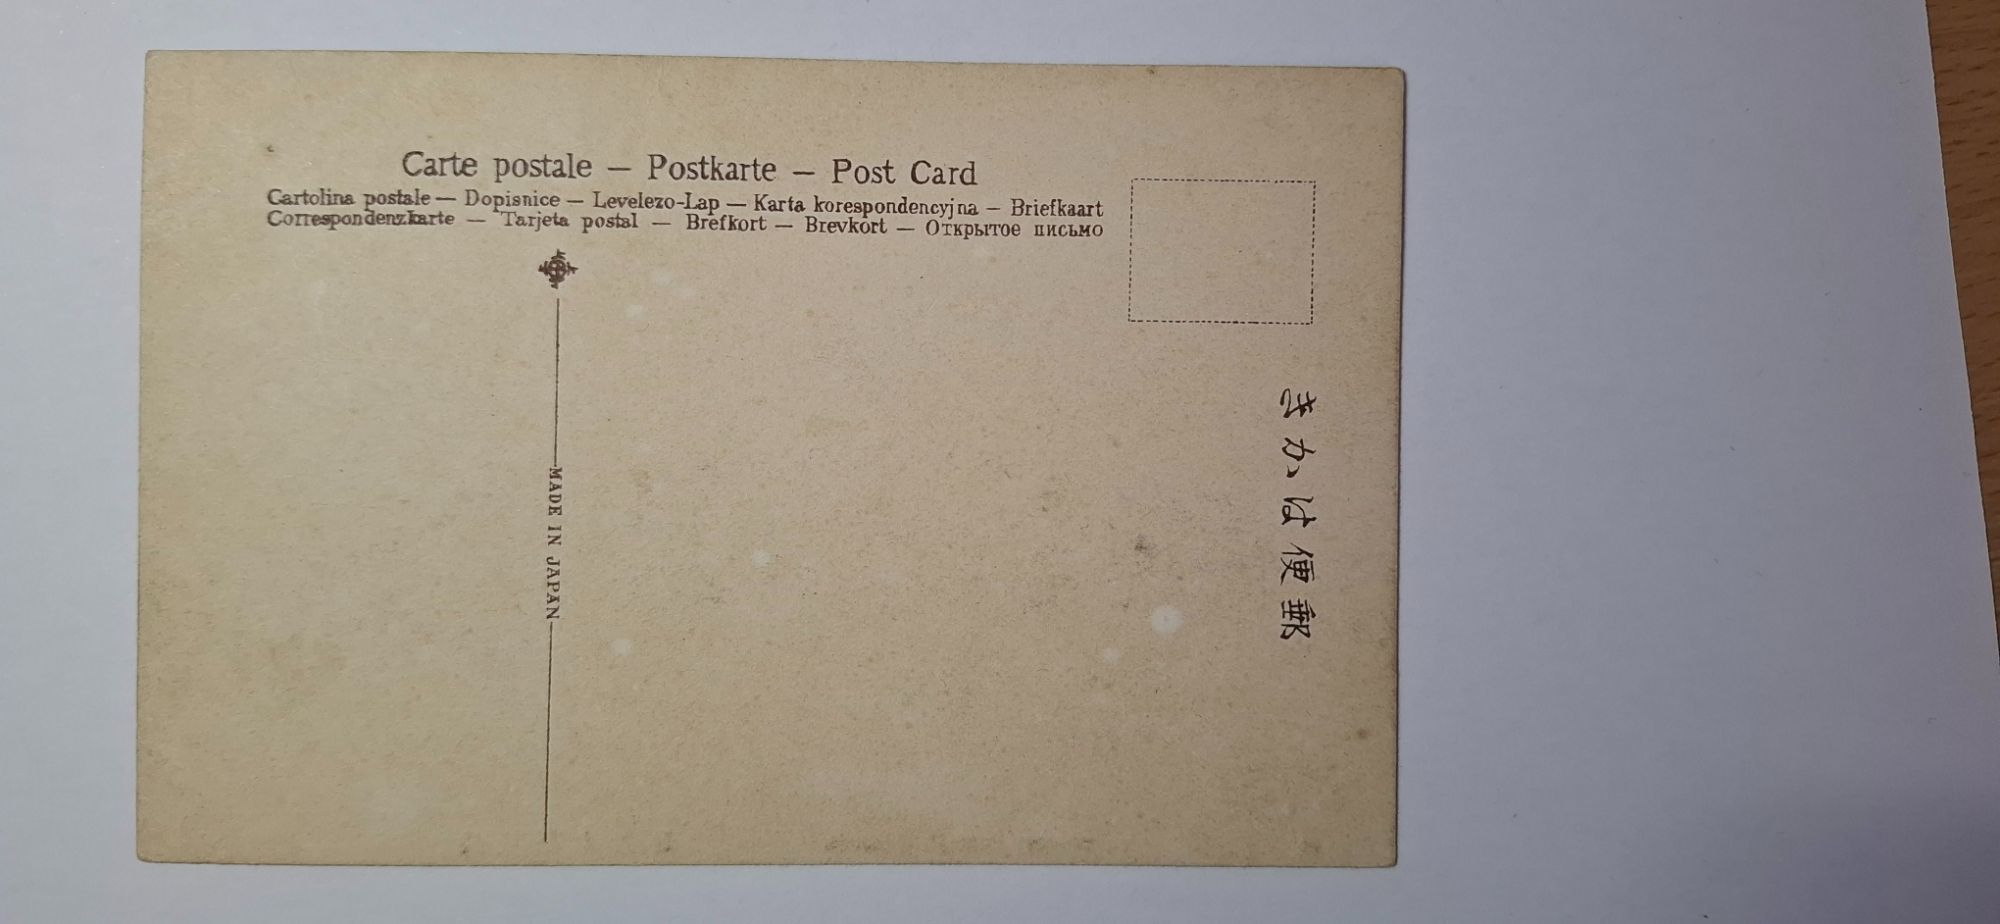 Carte postale — Postkarte — Post Card
Cartolina postale — Dopisnice — Levelezo-Lap — Karta korespondencyjna — Briefkaart
Correspondenzkarte — Tarjeta postal — Brefkort — Brevkort — Открытое письмо
MADE IN JAPAN
きかは便郵